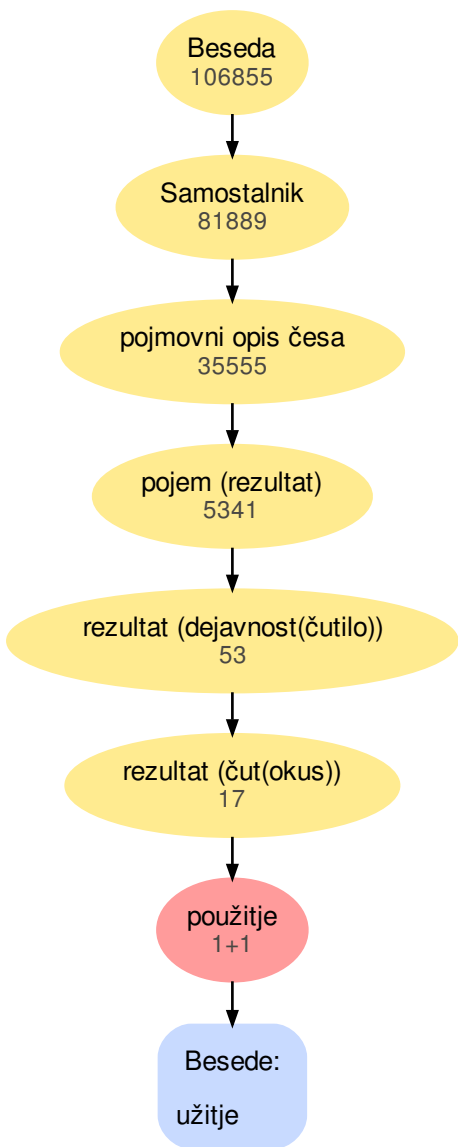 Beseda
106855
Samostalnik
81889
pojmovni opis česa
35555
pojem (rezultat)
5341
rezultat (dejavnost(čutilo))
53
rezultat (čut(okus))
17
použitje
1+1
Besede:
užitje